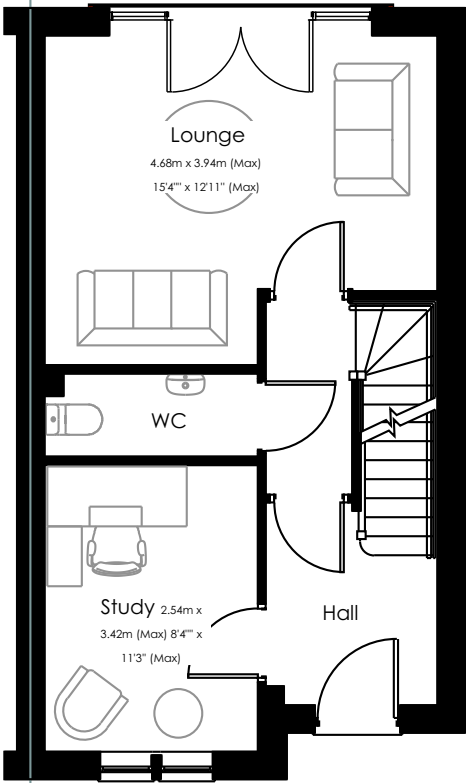 Lounge
4.68m x 3.94m (Max)
15'4"" x 12'11" (Max)
WC
Study 2.54m x
3.42m (Max) 8'4"" x
11'3" (Max)
Hall